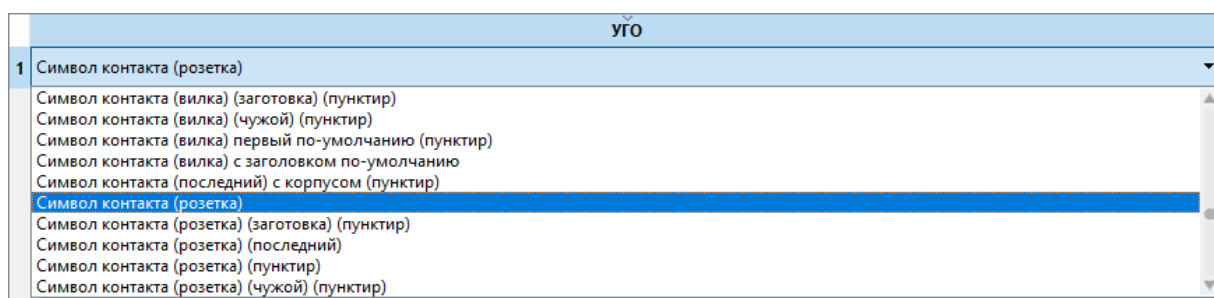 УГО
1 Символ контакта (розетка)
Символ контакта (вилка) (заготовка) (пунктир)
Символ контакта (вилка) (чужой) (пунктир)
Символ контакта (вилка) первый по-умолчанию (пунктир)
Символ контакта (вилка) с заголовком по-умолчанию
Символ контакта (последний) с корпусом (пунктир)
Символ контакта (розетка)
Символ контакта (розетка) (заготовка) (пунктир)
Символ контакта (розетка) (последний)
Символ контакта (розетка) (пунктир)
Символ контакта (розетка) (чужой) (пунктир)